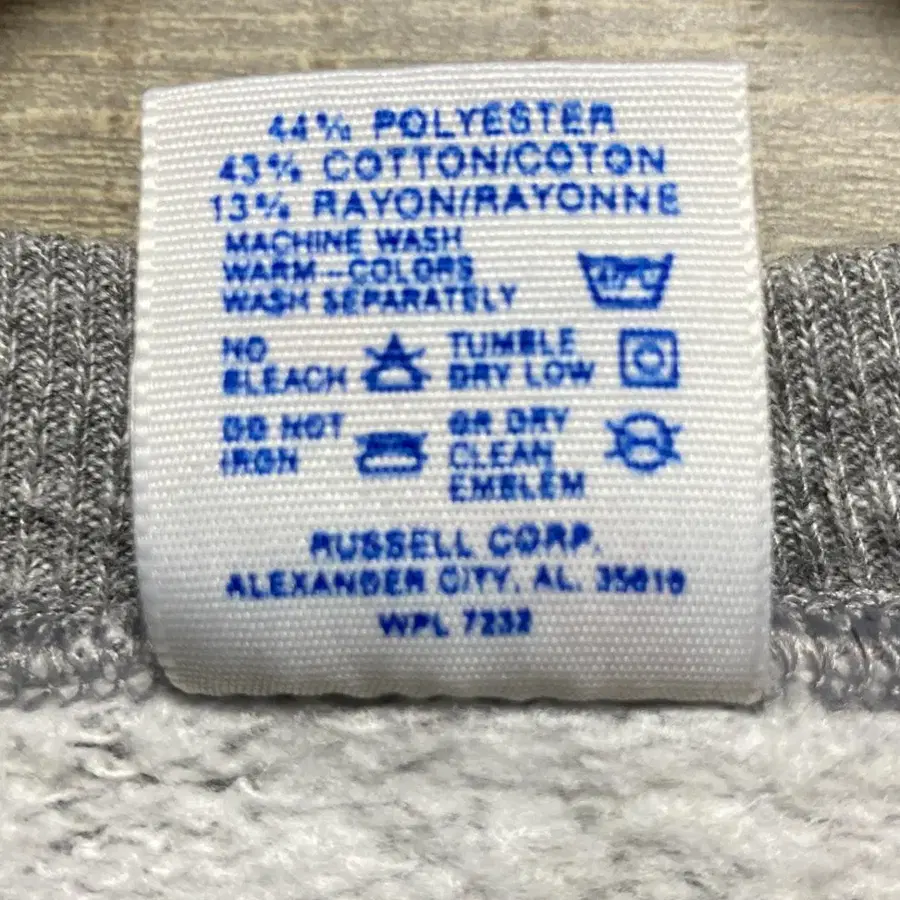 44% POLYESTER
43% COTTON/COTON
13% RAYON/RAYONNE
MACHINE WASH
WARM-COLORS
WASH SEPARATELY
NO
BLEACH
TUMBLE
DRY LOW
DO NOT
IRON
OR DRY
CLEAN
EMBLEM
RUSSELL CORP.
ALEXANDER CITY, AL. 35010
WPL 7232